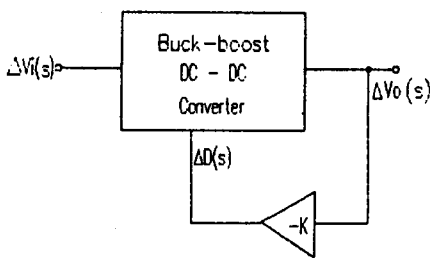 Buck-boost
DC - DC
Converter
ΔVi(s)
ΔVo(s)
ΔD(s)
-K